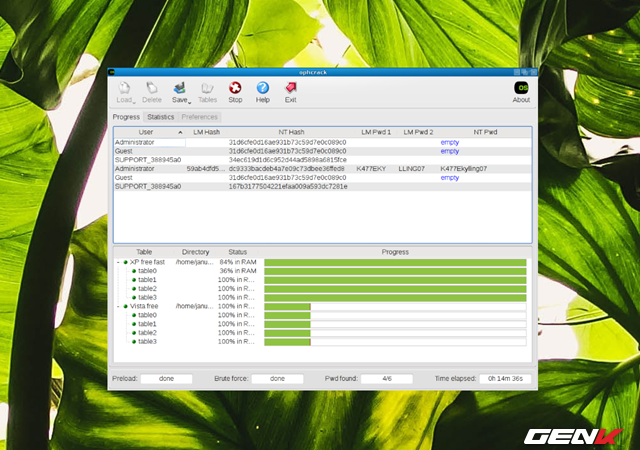 ophcrack
Load Delete Save Tables Stop Help Exit OS About
Progress Statistics Preferences
User LM Hash NT Hash LM Pwd 1 LM Pwd 2 NT Pwd
Administrator 31d6cfe0d16ae931b73c59d7e0c089c0 empty
Guest 31d6cfe0d16ae931b73c59d7e0c089c0 empty
SUPPORT_388945a0 34ec619d1d6c952d44ad5898a6815fce
Administrator 59ab4dfd5... dc9333bacdeb4a7e09c73dbee36ffed8 K477EKY LLING07 K477Ekylling07
Guest 31d6cfe0d16ae931b73c59d7e0c089c0 empty
SUPPORT_388945a0 167b3177504221efaa009a593dc7281e
Table Directory Status Progress
XP free fast /home/janu... 84% in RAM
table0 36% in RAM
table1 100% in R...
table2 100% in R...
table3 100% in R...
Vista free /home/janu... 100% in R...
table0 100% in R...
table1 100% in R...
table2 100% in R...
table3 100% in R...
Preload: done Brute force: done Pwd found: 4/6 Time elapsed: 0h 14m 36s
GENK